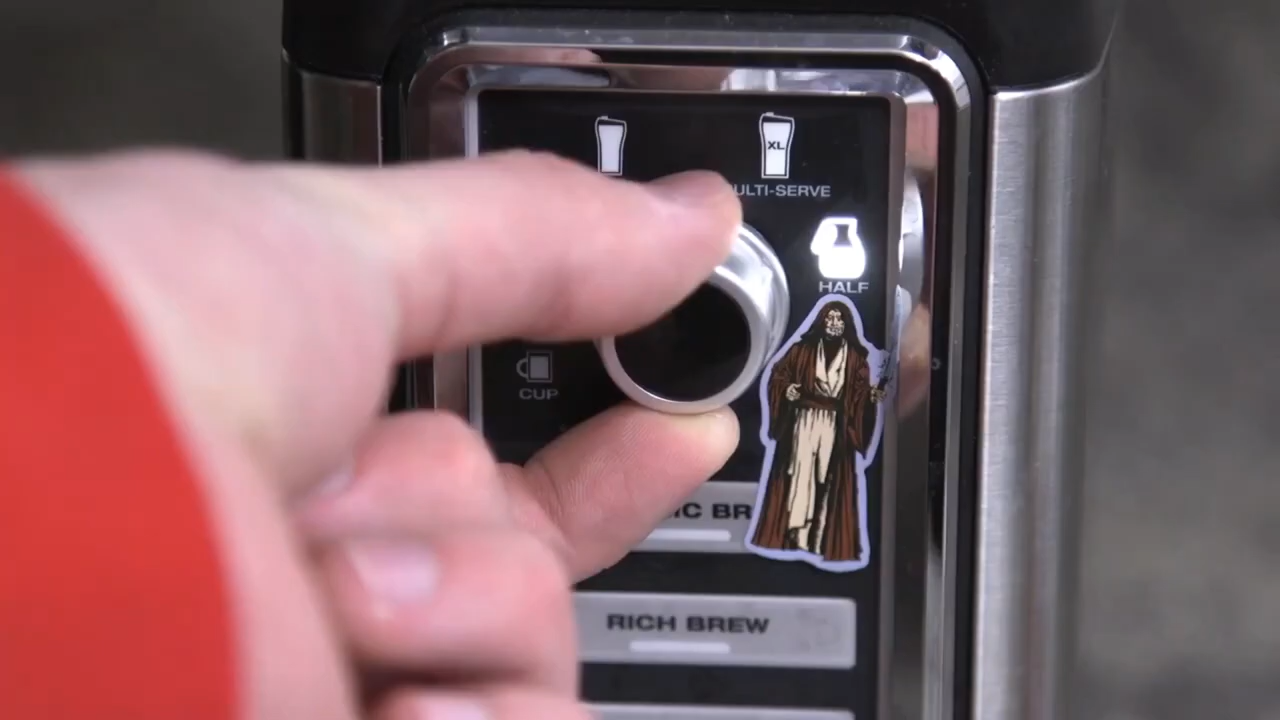 XL
ULTI-SERVE
HALF
CUP
IC BR
RICH BREW